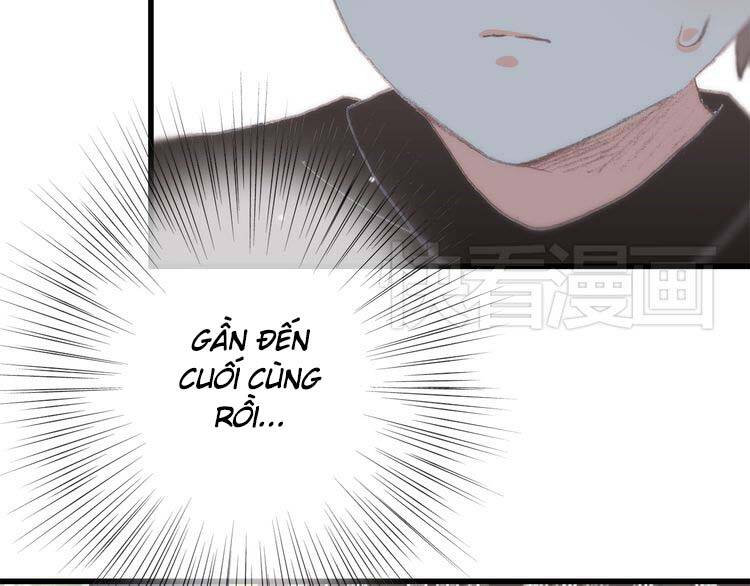 快看漫画
GẦN ĐẾN
CUỐI CÙNG
RỒI...